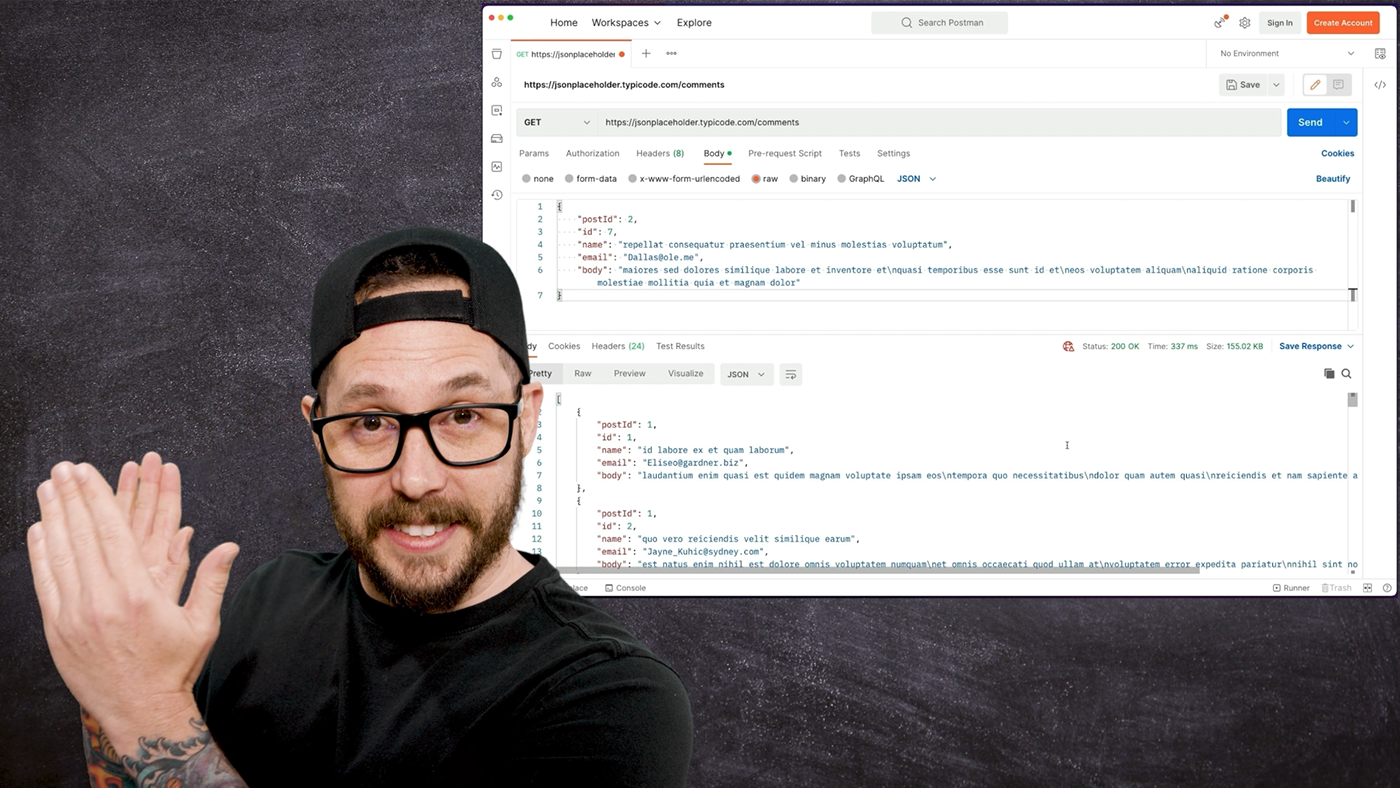 Home Workspaces Explore Search Postman Sign In Create Account
GET https://jsonplaceholder No Environment
https://jsonplaceholder.typicode.com/comments Save
GET https://jsonplaceholder.typicode.com/comments Send
Params Authorization Headers (8) Body Pre-request Script Tests Settings Cookies
none form-data x-www-form-urlencoded raw binary GraphQL JSON Beautify
1 {
2 "postId": 2,
3 "id": 7,
4 "name": "repellat consequatur praesentium vel minus molestias voluptatum",
5 "email": "Dallas@ole.me",
6 "body": "maiores sed dolores similique labore et inventore et\nquasi temporibus esse sunt id et\neos voluptatem aliquam\naliquid ratione corporis
molestiae mollitia quia et magnam dolor"
7 }
dy Cookies Headers (24) Test Results Status: 200 OK Time: 337 ms Size: 155.02 KB Save Response
Pretty Raw Preview Visualize JSON
[
2 {
3 "postId": 1,
4 "id": 1,
5 "name": "id labore ex et quam laborum",
6 "email": "Eliseo@gardner.biz",
7 "body": "laudantium enim quasi est quidem magnam voluptate ipsam eos\ntempora quo necessitatibus\ndolor quam autem quasi\nreiciendis et nam sapiente a
8 },
9 {
10 "postId": 1,
11 "id": 2,
12 "name": "quo vero reiciendis velit similique earum",
13 "email": "Jayne_Kuhic@sydney.com",
"body": "est natus enim nihil est dolore omnis voluptatem numquam\net omnis occaecati quod ullam at\nvoluptatem error expedita pariatur\nnihil sint no
lace Console Runner Trash